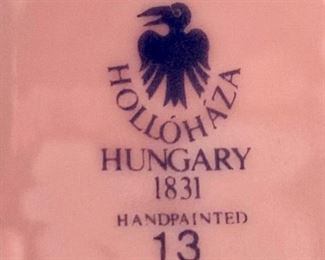 HOLLÓHÁZA
HUNGARY
1831
HANDPAINTED
13